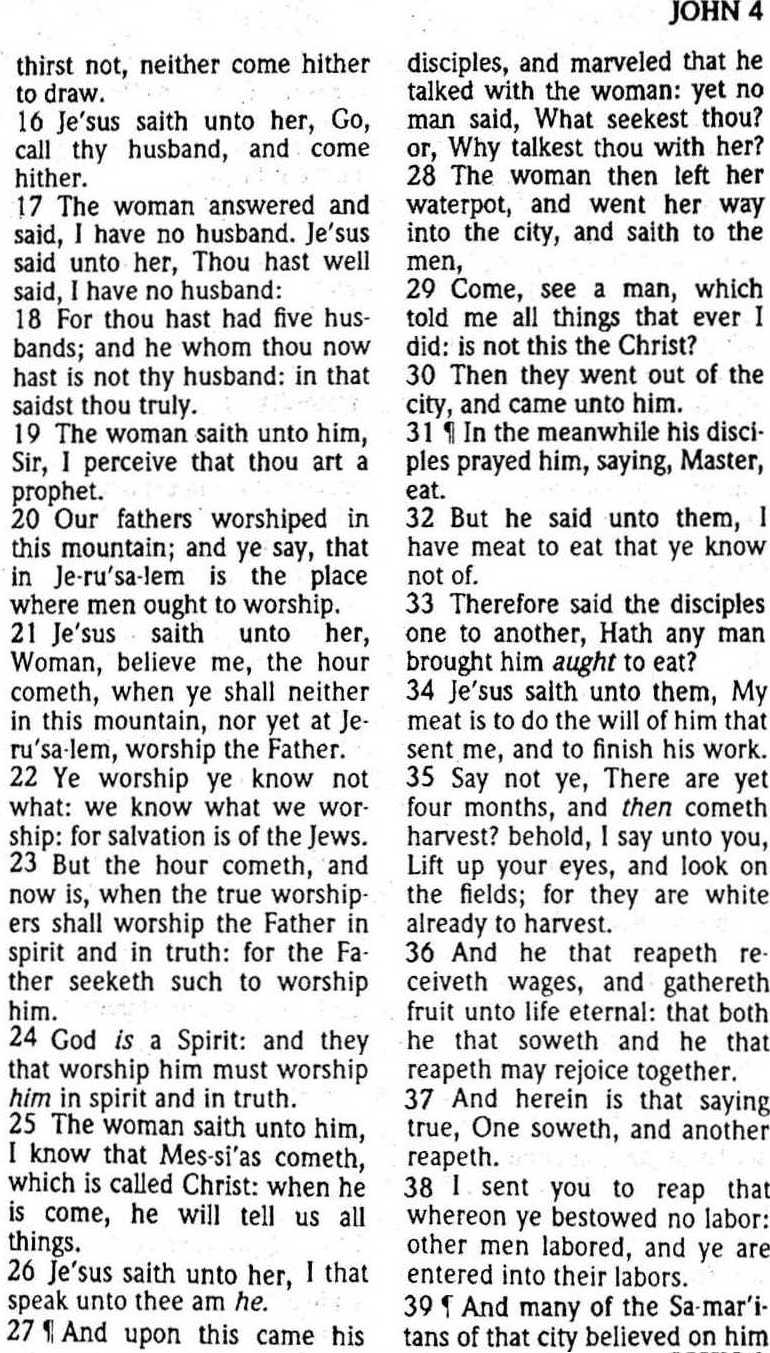 JOHN 4
thirst not, neither come hither
to draw.
16 Je'sus saith unto her, Go,
call thy husband, and come
hither.
17 The woman answered and
said, I have no husband. Je'sus
said unto her, Thou hast well
said, I have no husband:
18 For thou hast had five hus-
bands; and he whom thou now
hast is not thy husband: in that
saidst thou truly.
19 The woman saith unto him,
Sir, I perceive that thou art a
prophet.
20 Our fathers worshiped in
this mountain; and ye say, that
in Je-ru'sa-lem is the place
where men ought to worship.
21 Je'sus saith unto her,
Woman, believe me, the hour
cometh, when ye shall neither
in this mountain, nor yet at Je-
ru'sa-lem, worship the Father.
22 Ye worship ye know not
what: we know what we wor-
ship: for salvation is of the Jews.
23 But the hour cometh, and
now is, when the true worship-
ers shall worship the Father in
spirit and in truth: for the Fa-
ther seeketh such to worship
him.
24 God is a Spirit: and they
that worship him must worship
him in spirit and in truth.
25 The woman saith unto him,
I know that Mes-si'as cometh,
which is called Christ: when he
is come, he will tell us all
things.
26 Je'sus saith unto her, I that
speak unto thee am he.
27 ¶ And upon this came his
disciples, and marveled that he
talked with the woman: yet no
man said, What seekest thou?
or, Why talkest thou with her?
28 The woman then left her
waterpot, and went her way
into the city, and saith to the
men,
29 Come, see a man, which
told me all things that ever I
did: is not this the Christ?
30 Then they went out of the
city, and came unto him.
31 ¶ In the meanwhile his disci-
ples prayed him, saying, Master,
eat.
32 But he said unto them, I
have meat to eat that ye know
not of.
33 Therefore said the disciples
one to another, Hath any man
brought him aught to eat?
34 Je'sus saith unto them, My
meat is to do the will of him that
sent me, and to finish his work.
35 Say not ye, There are yet
four months, and then cometh
harvest? behold, I say unto you,
Lift up your eyes, and look on
the fields; for they are white
already to harvest.
36 And he that reapeth re-
ceiveth wages, and gathereth
fruit unto life eternal: that both
he that soweth and he that
reapeth may rejoice together.
37 And herein is that saying
true, One soweth, and another
reapeth.
38 I sent you to reap that
whereon ye bestowed no labor:
other men labored, and ye are
entered into their labors.
39 ¶ And many of the Sa-mar'i-
tans of that city believed on him